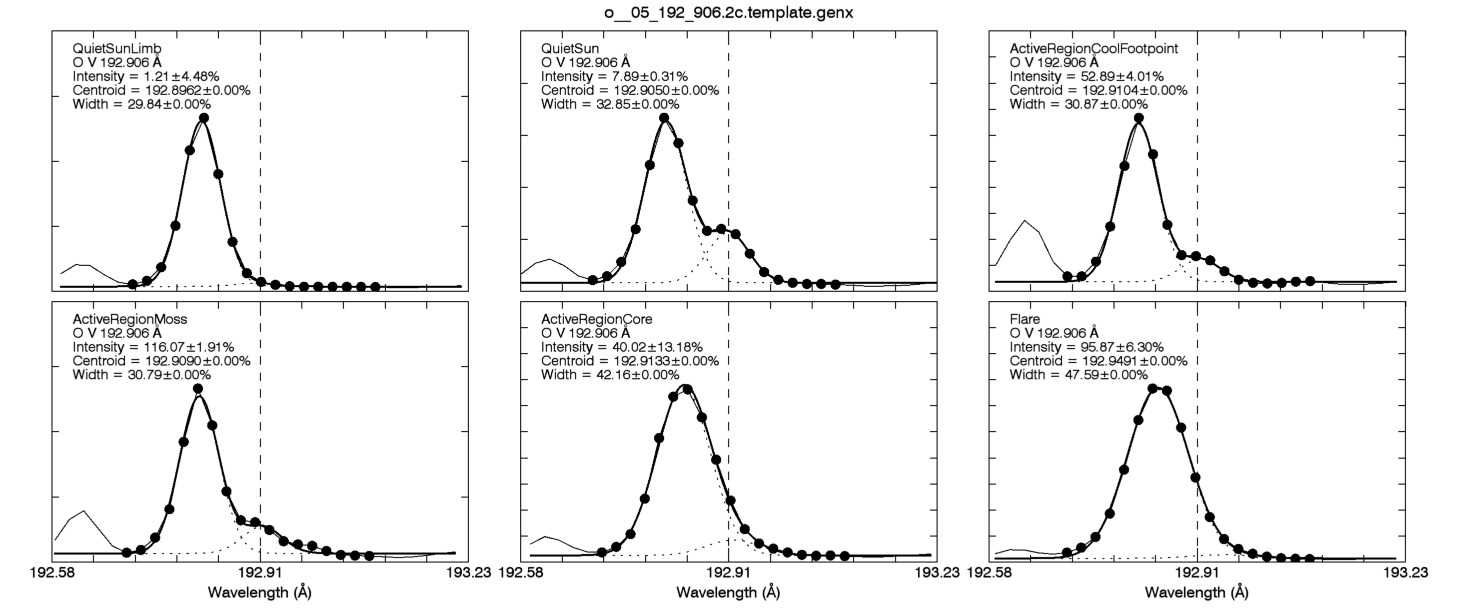 o__05_192_906.2c.template.genx
QuietSunLimb
O V 192.906 Å
Intensity = 1.21±4.48%
Centroid = 192.8962±0.00%
Width = 29.84±0.00%
QuietSun
O V 192.906 Å
Intensity = 7.89±0.31%
Centroid = 192.9050±0.00%
Width = 32.85±0.00%
ActiveRegionCoolFootpoint
O V 192.906 Å
Intensity = 52.89±4.01%
Centroid = 192.9104±0.00%
Width = 30.87±0.00%
ActiveRegionMoss
O V 192.906 Å
Intensity = 116.07±1.91%
Centroid = 192.9090±0.00%
Width = 30.79±0.00%
ActiveRegionCore
O V 192.906 Å
Intensity = 40.02±13.18%
Centroid = 192.9133±0.00%
Width = 42.16±0.00%
Flare
O V 192.906 Å
Intensity = 95.87±6.30%
Centroid = 192.9491±0.00%
Width = 47.59±0.00%
192.58 192.91 193.23
Wavelength (Å)
192.58 192.91 193.23
Wavelength (Å)
192.58 192.91 193.23
Wavelength (Å)